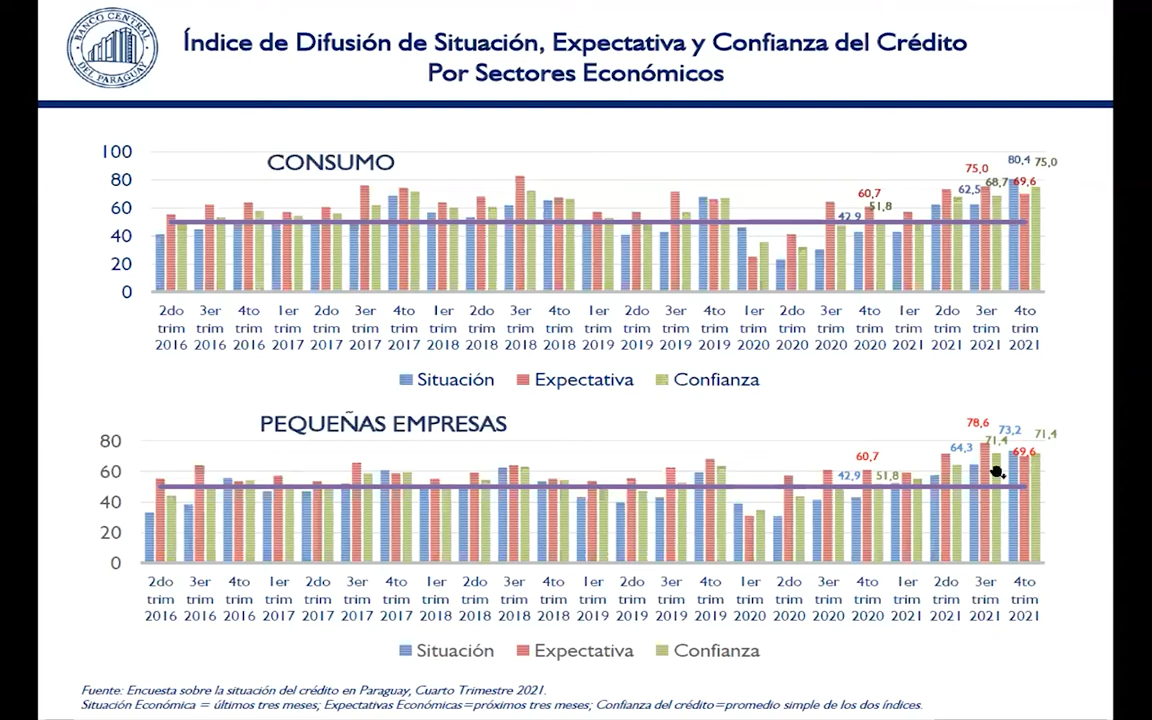 BANCO CENTRAL
DEL PARAGUAY
Índice de Difusión de Situación, Expectativa y Confianza del Crédito
Por Sectores Económicos
CONSUMO
100
80
60
40
20
0
60,7
51,8
42,9
75,0
62,5
68,7
80,4
69,6
75,0
2do trim 2016
3er trim 2016
4to trim 2016
1er trim 2017
2do trim 2017
3er trim 2017
4to trim 2017
1er trim 2018
2do trim 2018
3er trim 2018
4to trim 2018
1er trim 2019
2do trim 2019
3er trim 2019
4to trim 2019
1er trim 2020
2do trim 2020
3er trim 2020
4to trim 2020
1er trim 2021
2do trim 2021
3er trim 2021
4to trim 2021
Situación Expectativa Confianza
PEQUEÑAS EMPRESAS
80
60
40
20
0
60,7
42,9
51,8
78,6
64,3
71,4
73,2
69,6
71,4
2do trim 2016
3er trim 2016
4to trim 2016
1er trim 2017
2do trim 2017
3er trim 2017
4to trim 2017
1er trim 2018
2do trim 2018
3er trim 2018
4to trim 2018
1er trim 2019
2do trim 2019
3er trim 2019
4to trim 2019
1er trim 2020
2do trim 2020
3er trim 2020
4to trim 2020
1er trim 2021
2do trim 2021
3er trim 2021
4to trim 2021
Situación Expectativa Confianza
Fuente: Encuesta sobre la situación del crédito en Paraguay, Cuarto Trimestre 2021.
Situación Económica = últimos tres meses; Expectativas Económicas=próximos tres meses; Confianza del crédito=promedio simple de los dos índices.